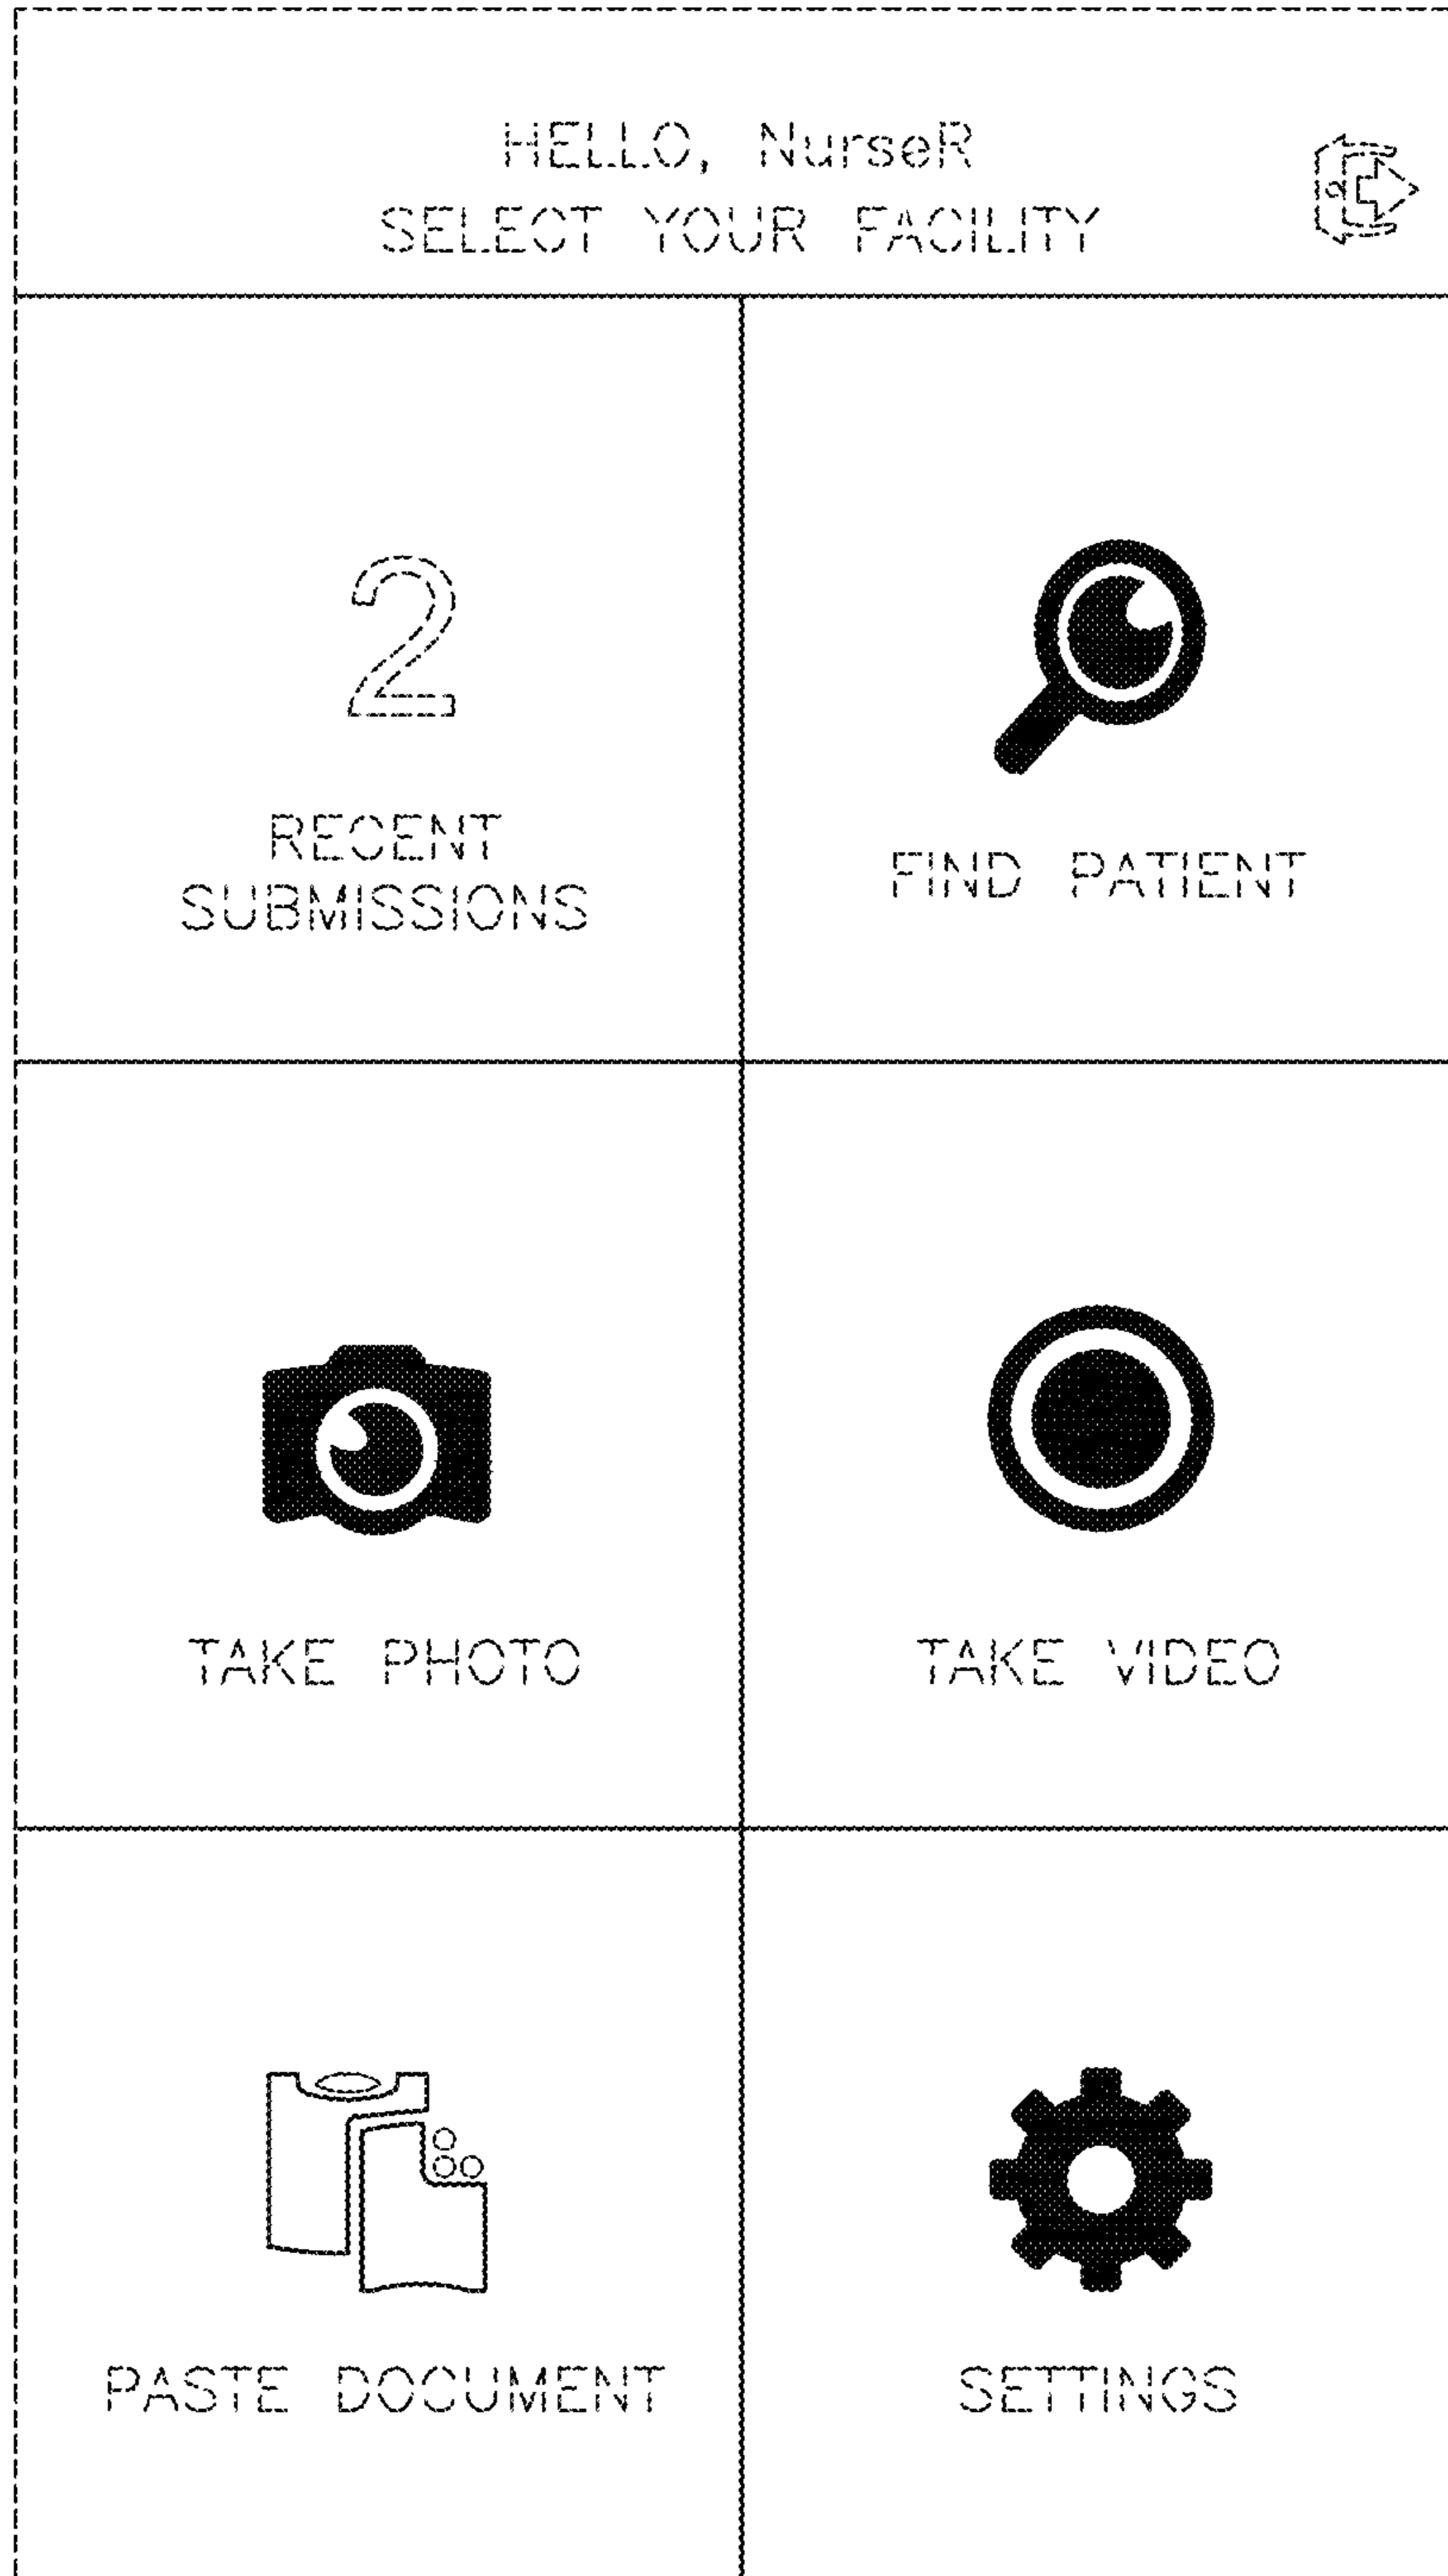 HELLO, NurseR
SELECT YOUR FACILITY
2
RECENT
SUBMISSIONS
FIND PATIENT
TAKE PHOTO
TAKE VIDEO
PASTE DOCUMENT
SETTINGS